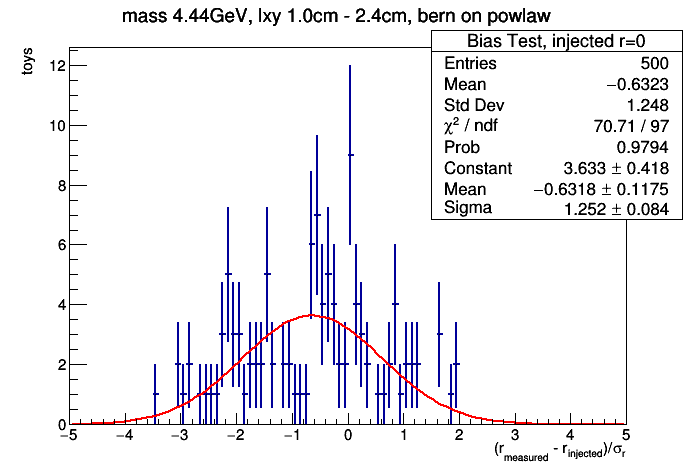 mass 4.44GeV, lxy 1.0cm - 2.4cm, bern on powlaw
Bias Test, injected r=0
Entries 500
Mean −0.6323
Std Dev 1.248
χ² / ndf 70.71 / 97
Prob 0.9794
Constant 3.633 ± 0.418
Mean −0.6318 ± 0.1175
Sigma 1.252 ± 0.084
toys
12
10
8
6
4
2
0
−5 −4 −3 −2 −1 0 1 2 3 4 5
(r_measured - r_injected)/σ_r